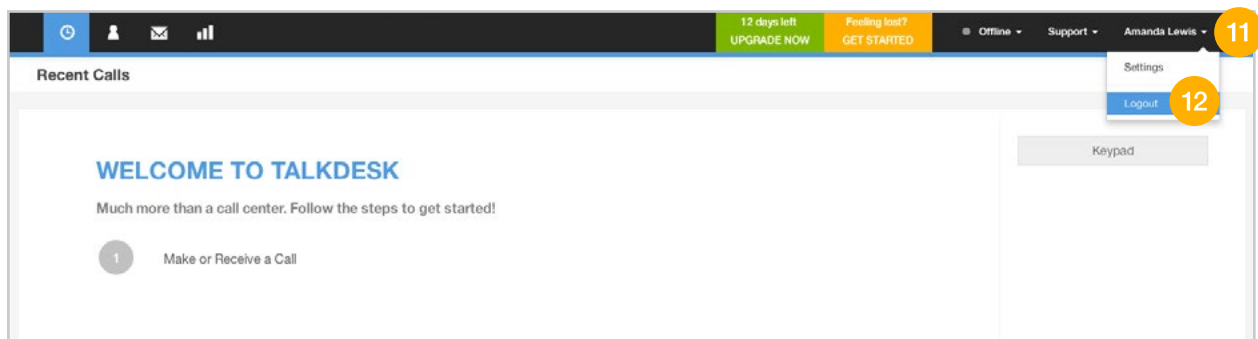 12 days left
UPGRADE NOW
Feeling lost?
GET STARTED
Offline
Support
Amanda Lewis
11
Recent Calls
Settings
Logout
12
Keypad
WELCOME TO TALKDESK
Much more than a call center. Follow the steps to get started!
1
Make or Receive a Call